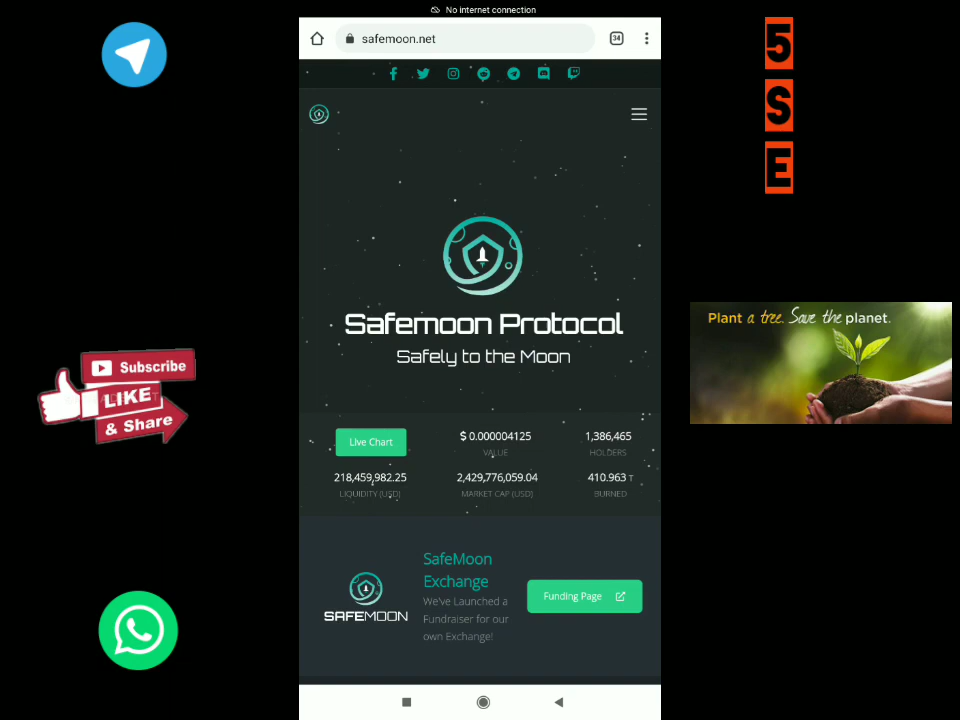 No internet connection
safemoon.net
34
Safemoon Protocol
Safely to the Moon
Live Chart
$ 0.000004125
VALUE
1,386,465
HOLDERS
218,459,982.25
LIQUIDITY (USD)
2,429,776,059.04
MARKET CAP (USD)
410.963 T
BURNED
SAFEMOON
SafeMoon
Exchange
We've Launched a
Fundraiser for our
own Exchange!
Funding Page
Subscribe
LIKE
& Share
5
S
E
Plant a tree. Save the planet.